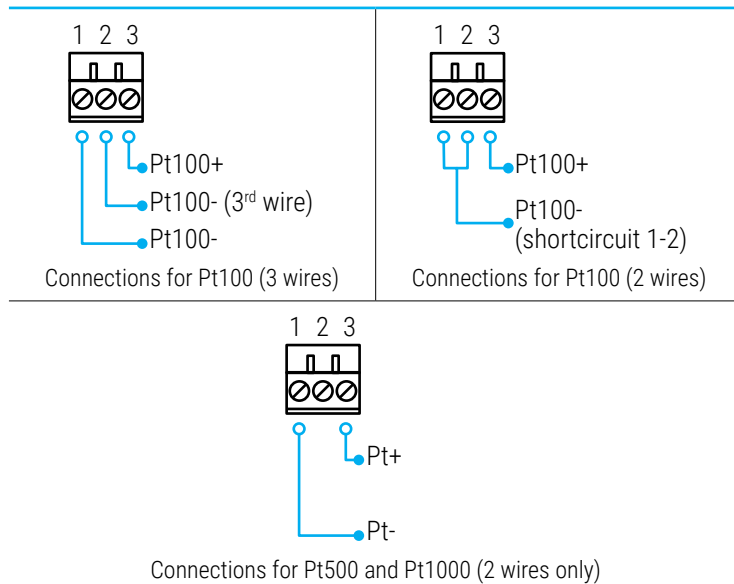 1 2 3
Pt100+
Pt100- (3rd wire)
Pt100-
Connections for Pt100 (3 wires)
1 2 3
Pt100+
Pt100-
(shortcircuit 1-2)
Connections for Pt100 (2 wires)
1 2 3
Pt+
Pt-
Connections for Pt500 and Pt1000 (2 wires only)